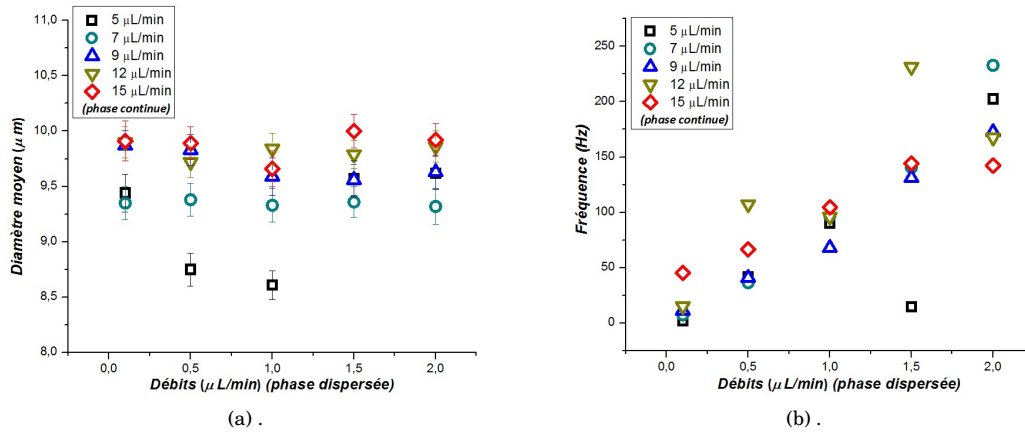 11,0
10,5
10,0
9,5
9,0
8,5
8,0
Diamètre moyen (μ m)
5 μL/min
7 μL/min
9 μL/min
12 μL/min
15 μL/min
(phase continue)
0,0 0,5 1,0 1,5 2,0
Débits (μ L/min) (phase dispersée)
(a) .
250
200
150
100
50
0
Fréquence (Hz)
5 μL/min
7 μL/min
9 μL/min
12 μL/min
15 μL/min
(phase continue)
0,0 0,5 1,0 1,5 2,0
Débits (μ L/min) (phase dispersée)
(b) .